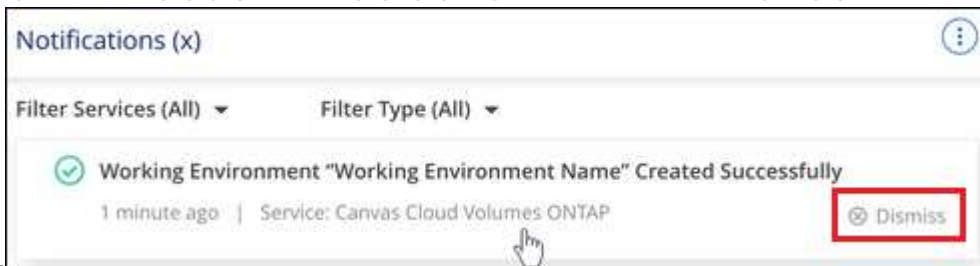 Notifications (x)
Filter Services (All)
Filter Type (All)
Working Environment “Working Environment Name” Created Successfully
1 minute ago | Service: Canvas Cloud Volumes ONTAP
Dismiss